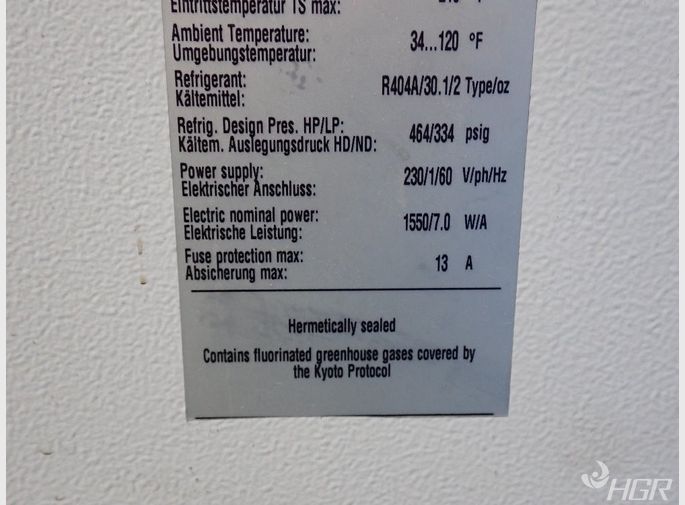 Eintrittstemperatur TS max:
Ambient Temperature: 34...120 °F
Umgebungstemperatur:
Refrigerant: R404A/30.1/2 Type/oz
Kältemittel:
Refrig. Design Pres. HP/LP: 464/334 psig
Kältem. Auslegungsdruck HD/ND:
Power supply: 230/1/60 V/ph/Hz
Elektrischer Anschluss:
Electric nominal power: 1550/7.0 W/A
Elektrische Leistung:
Fuse protection max: 13 A
Absicherung max:
Hermetically sealed
Contains fluorinated greenhouse gases covered by
the Kyoto Protocol
HGR